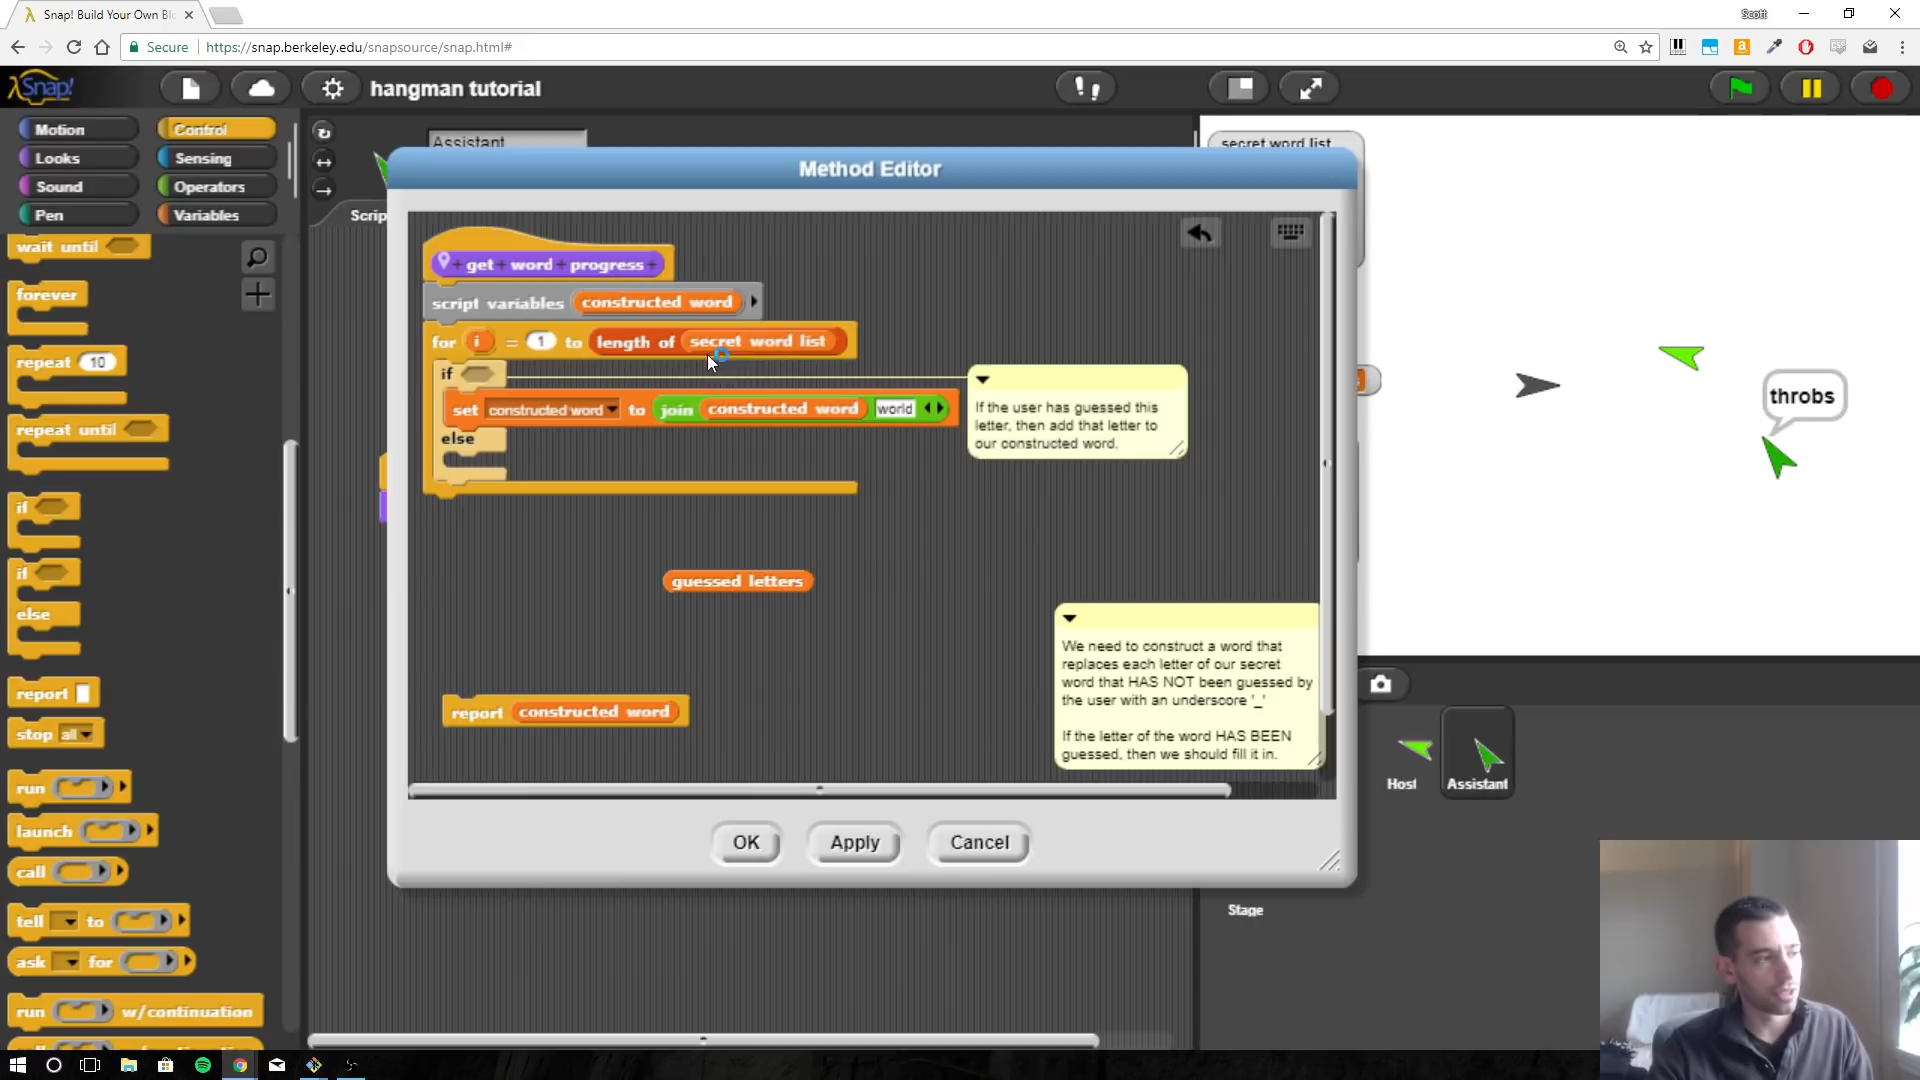 Snap! Build Your Own Blo
Scott
Secure
https://snap.berkeley.edu/snapsource/snap.html#
Snap!
hangman tutorial
Motion
Control
Looks
Sensing
Sound
Operators
Pen
Variables
wait until
forever
repeat 10
repeat until
if
if
else
report
stop all
run
launch
call
tell to
ask for
run w/continuation
Assistant
Scrip
Method Editor
+ get + word + progress +
script variables constructed word
for i = 1 to length of secret word list
if
set constructed word to join constructed word world
else
If the user has guessed this
letter, then add that letter to
our constructed word.
guessed letters
report constructed word
We need to construct a word that
replaces each letter of our secret
word that HAS NOT been guessed by
the user with an underscore '_'
If the letter of the word HAS BEEN
guessed, then we should fill it in.
OK
Apply
Cancel
secret word list
throbs
Host
Assistant
Stage